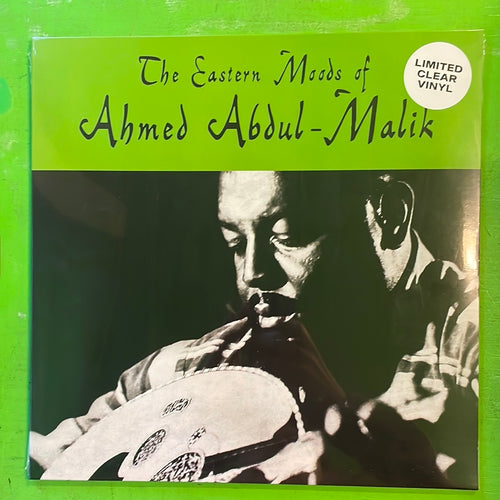 The Eastern Moods of
Ahmed Abdul-Malik
LIMITED
CLEAR
VINYL